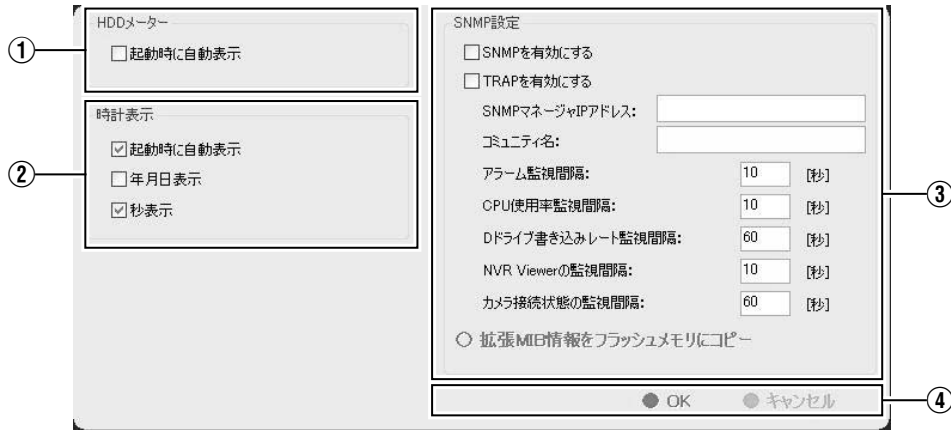 HDDメーター
① 起動時に自動表示
時計表示
② 起動時に自動表示
年月日表示
秒表示
SNMP設定
SNMPを有効にする
TRAPを有効にする
SNMPマネージャIPアドレス:
コミュニティ名:
アラーム監視間隔: 10 [秒]
③
CPU使用率監視間隔: 10 [秒]
Dドライブ書き込みレート監視間隔: 60 [秒]
NVR Viewerの監視間隔: 10 [秒]
カメラ接続状態の監視間隔: 60 [秒]
拡張MIB情報をフラッシュメモリにコピー
OK キャンセル ④